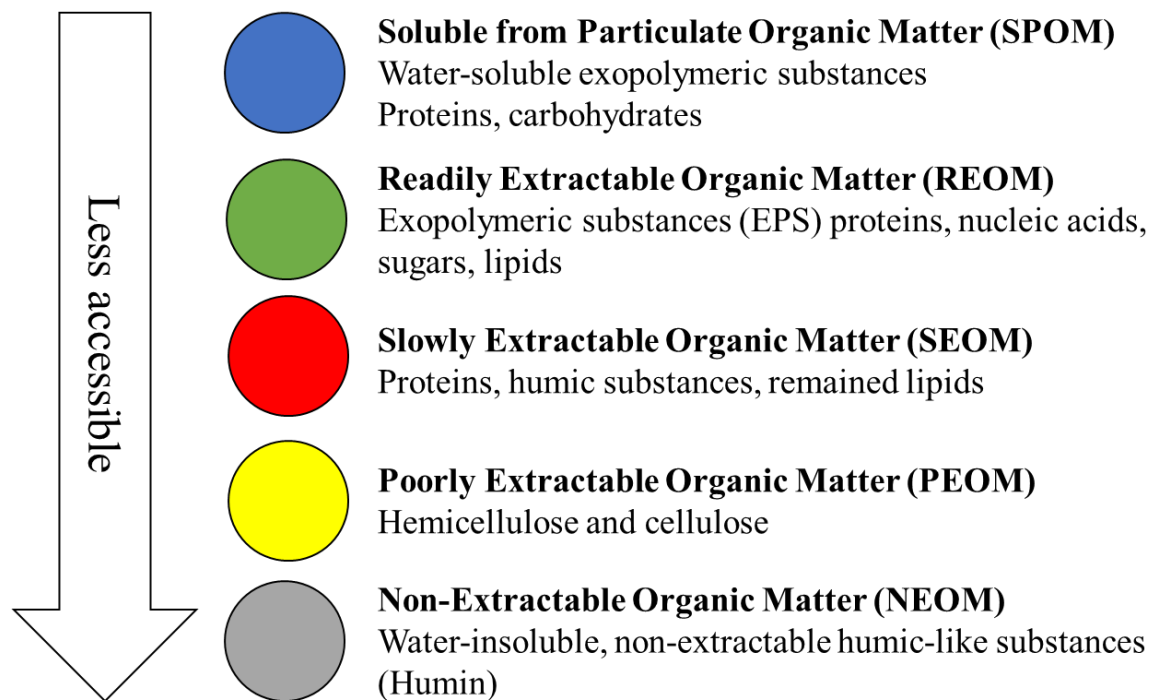 Less accessible
Soluble from Particulate Organic Matter (SPOM)
Water-soluble exopolymeric substances
Proteins, carbohydrates
Readily Extractable Organic Matter (REOM)
Exopolymeric substances (EPS) proteins, nucleic acids,
sugars, lipids
Slowly Extractable Organic Matter (SEOM)
Proteins, humic substances, remained lipids
Poorly Extractable Organic Matter (PEOM)
Hemicellulose and cellulose
Non-Extractable Organic Matter (NEOM)
Water-insoluble, non-extractable humic-like substances
(Humin)